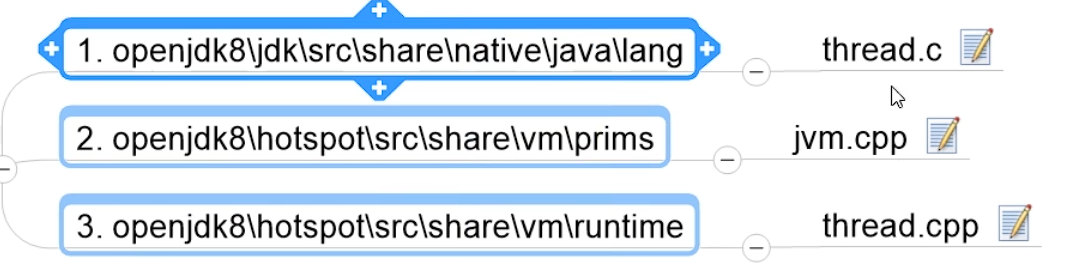 1. openjdk8\jdk\src\share\native\java\lang thread.c
2. openjdk8\hotspot\src\share\vm\prims jvm.cpp
3. openjdk8\hotspot\src\share\vm\runtime thread.cpp